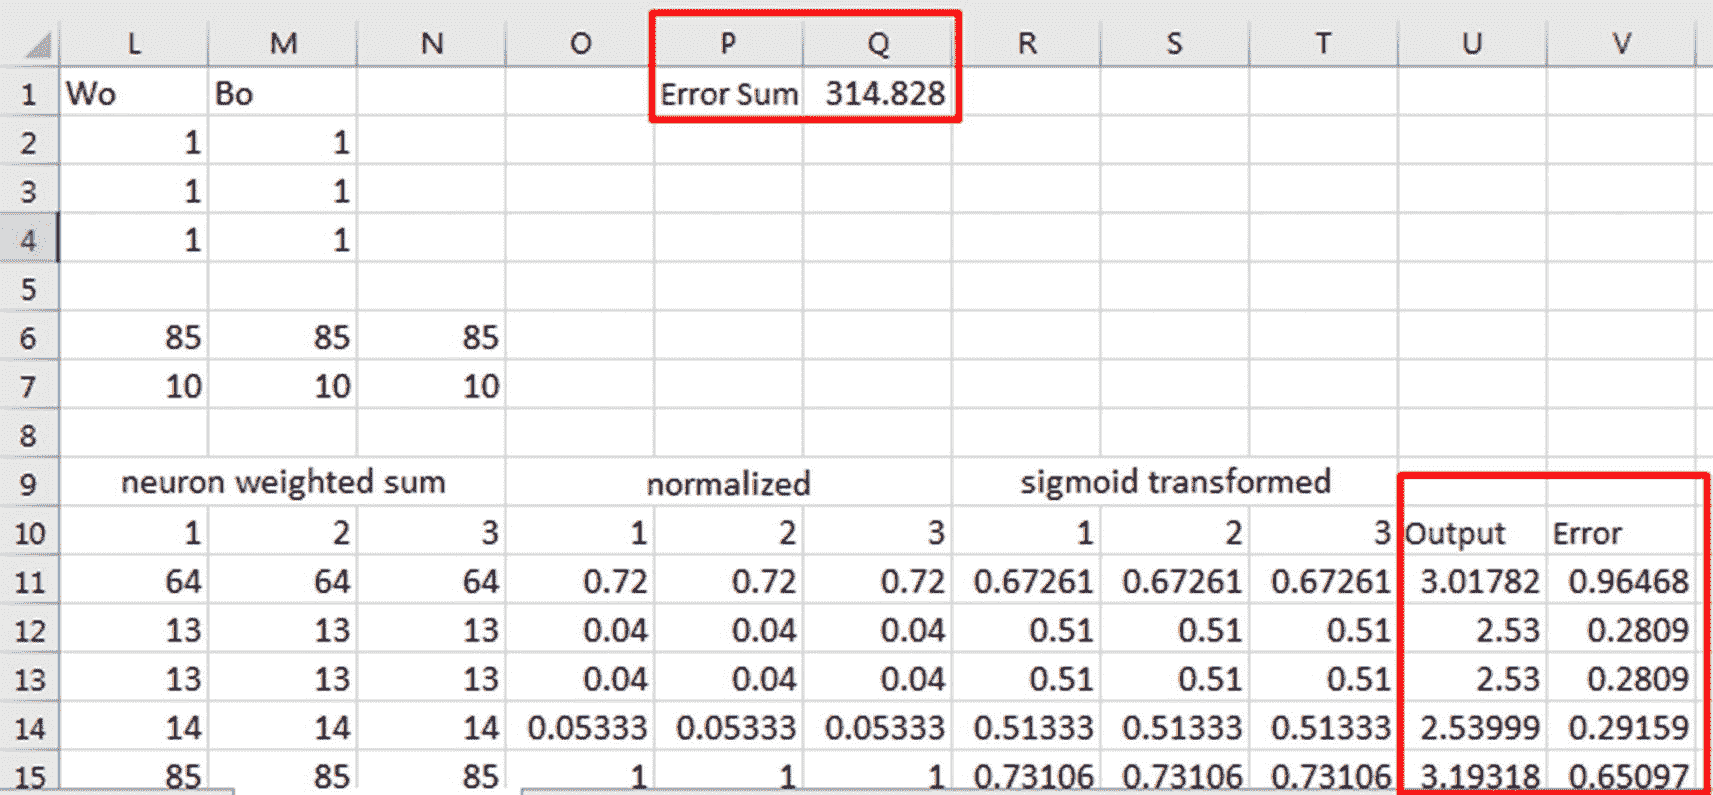 L M N O P Q R S T U V
1 Wo Bo Error Sum 314.828
2 1 1
3 1 1
4 1 1
5
6 85 85 85
7 10 10 10
8
9 neuron weighted sum normalized sigmoid transformed
10 1 2 3 1 2 3 1 2 3 Output Error
11 64 64 64 0.72 0.72 0.72 0.67261 0.67261 0.67261 3.01782 0.96468
12 13 13 13 0.04 0.04 0.04 0.51 0.51 0.51 2.53 0.2809
13 13 13 13 0.04 0.04 0.04 0.51 0.51 0.51 2.53 0.2809
14 14 14 14 0.05333 0.05333 0.05333 0.51333 0.51333 0.51333 2.53999 0.29159
15 85 85 85 1 1 1 0.73106 0.73106 0.73106 3.19318 0.65097